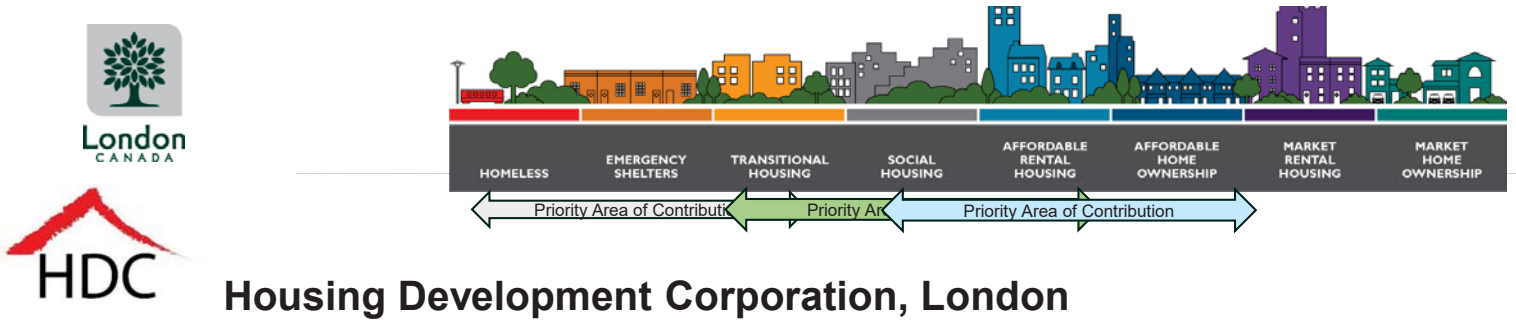 London
CANADA
HOMELESS
EMERGENCY
SHELTERS
TRANSITIONAL
HOUSING
SOCIAL
HOUSING
AFFORDABLE
RENTAL
HOUSING
AFFORDABLE
HOME
OWNERSHIP
MARKET
RENTAL
HOUSING
MARKET
HOME
OWNERSHIP
Priority Area of Contributi
Priority Ar
Priority Area of Contribution
HDC
Housing Development Corporation, London